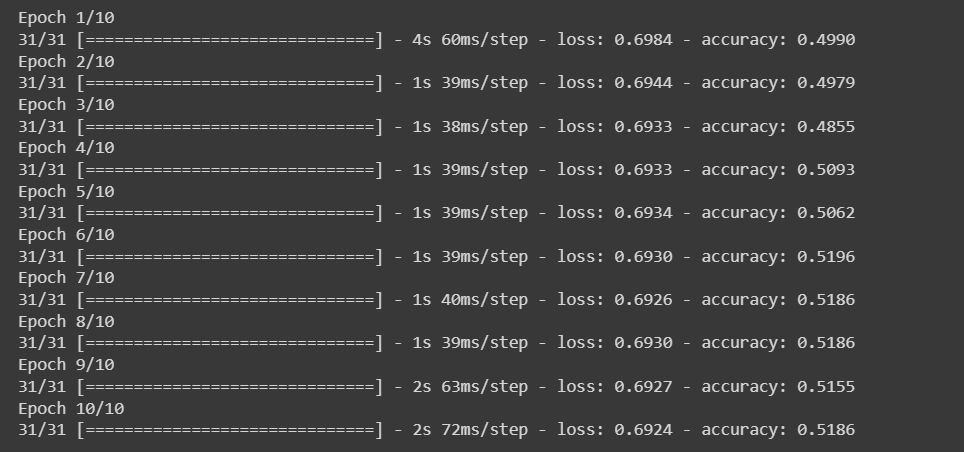 Epoch 1/10
31/31 [==============================] - 4s 60ms/step - loss: 0.6984 - accuracy: 0.4990
Epoch 2/10
31/31 [==============================] - 1s 39ms/step - loss: 0.6944 - accuracy: 0.4979
Epoch 3/10
31/31 [==============================] - 1s 38ms/step - loss: 0.6933 - accuracy: 0.4855
Epoch 4/10
31/31 [==============================] - 1s 39ms/step - loss: 0.6933 - accuracy: 0.5093
Epoch 5/10
31/31 [==============================] - 1s 39ms/step - loss: 0.6934 - accuracy: 0.5062
Epoch 6/10
31/31 [==============================] - 1s 39ms/step - loss: 0.6930 - accuracy: 0.5196
Epoch 7/10
31/31 [==============================] - 1s 40ms/step - loss: 0.6926 - accuracy: 0.5186
Epoch 8/10
31/31 [==============================] - 1s 39ms/step - loss: 0.6930 - accuracy: 0.5186
Epoch 9/10
31/31 [==============================] - 2s 63ms/step - loss: 0.6927 - accuracy: 0.5155
Epoch 10/10
31/31 [==============================] - 2s 72ms/step - loss: 0.6924 - accuracy: 0.5186